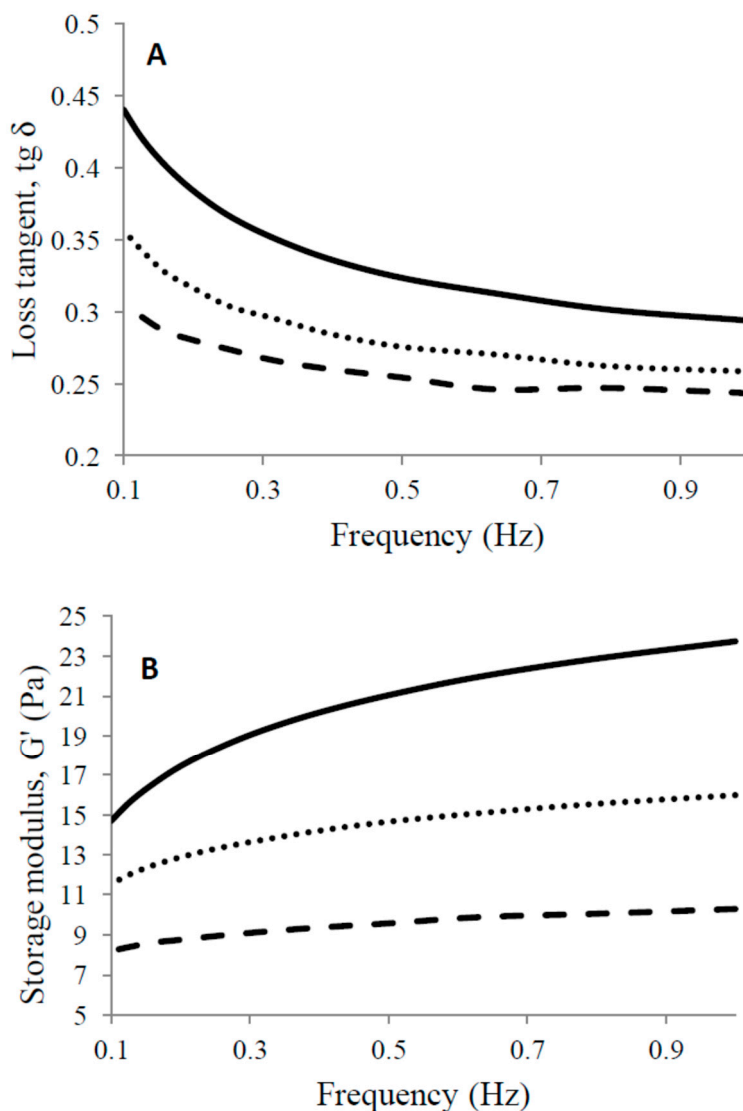 A
Loss tangent, tg δ
0.5
0.45
0.4
0.35
0.3
0.25
0.2
0.1 0.3 0.5 0.7 0.9
Frequency (Hz)
B
Storage modulus, G' (Pa)
25
23
21
19
17
15
13
11
9
7
5
0.1 0.3 0.5 0.7 0.9
Frequency (Hz)